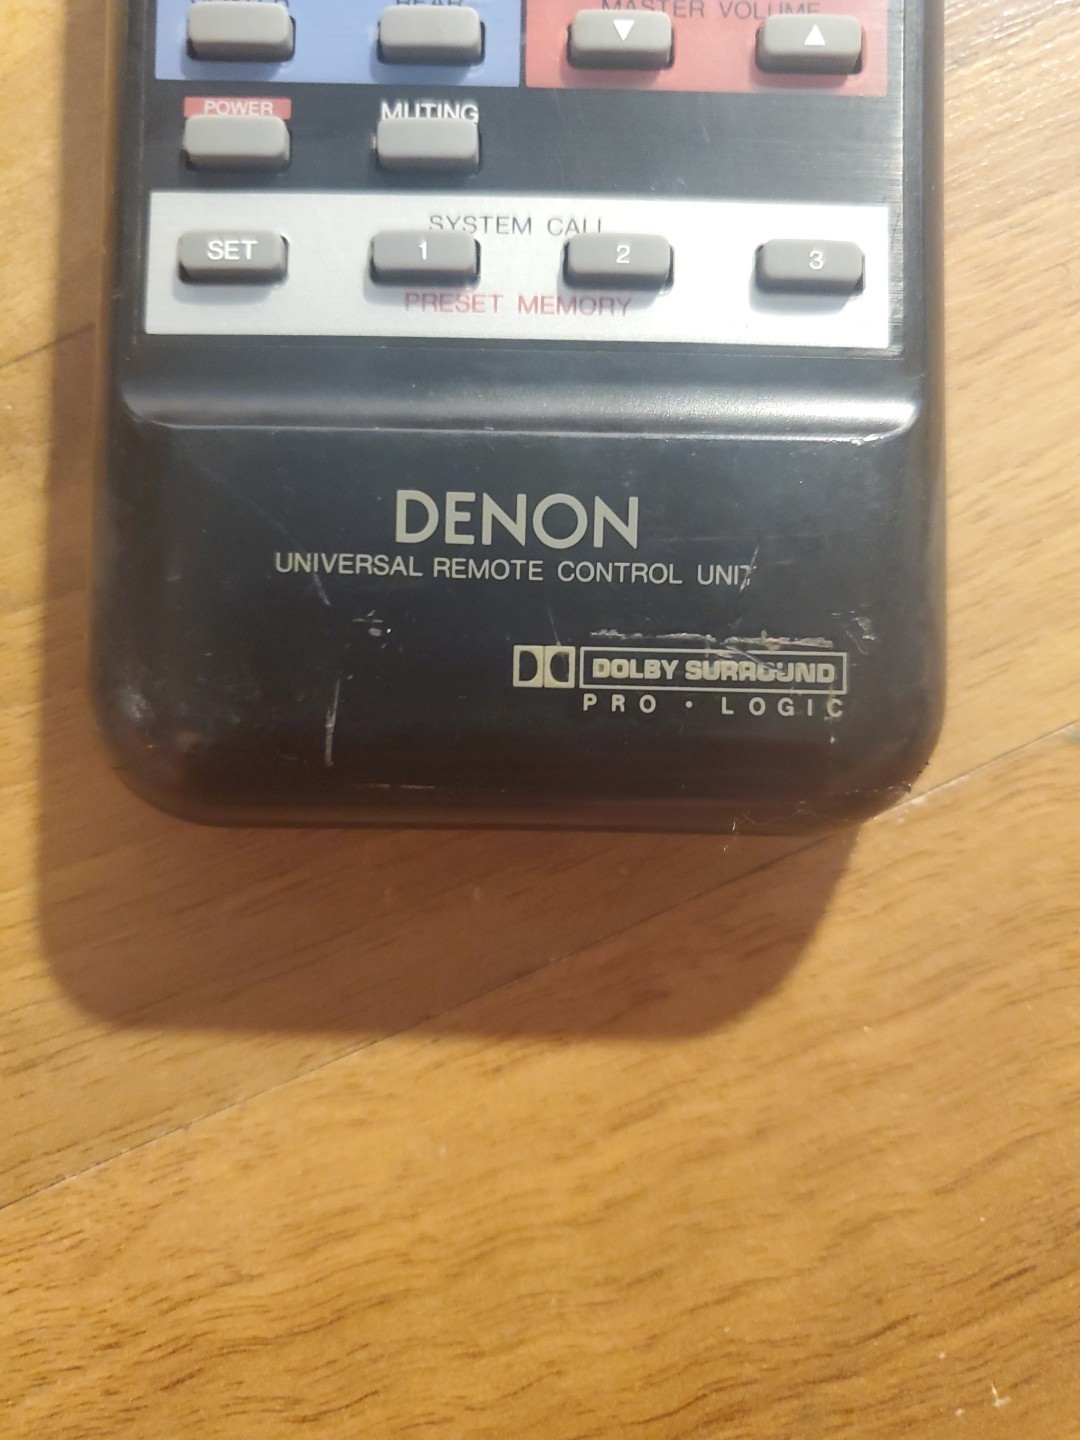 REAR
MASTER VOLUME
POWER
MUTING
SYSTEM CALL
SET 1 2 3
PRESET MEMORY
DENON
UNIVERSAL REMOTE CONTROL UNIT
DOLBY SURROUND
PRO • LOGIC